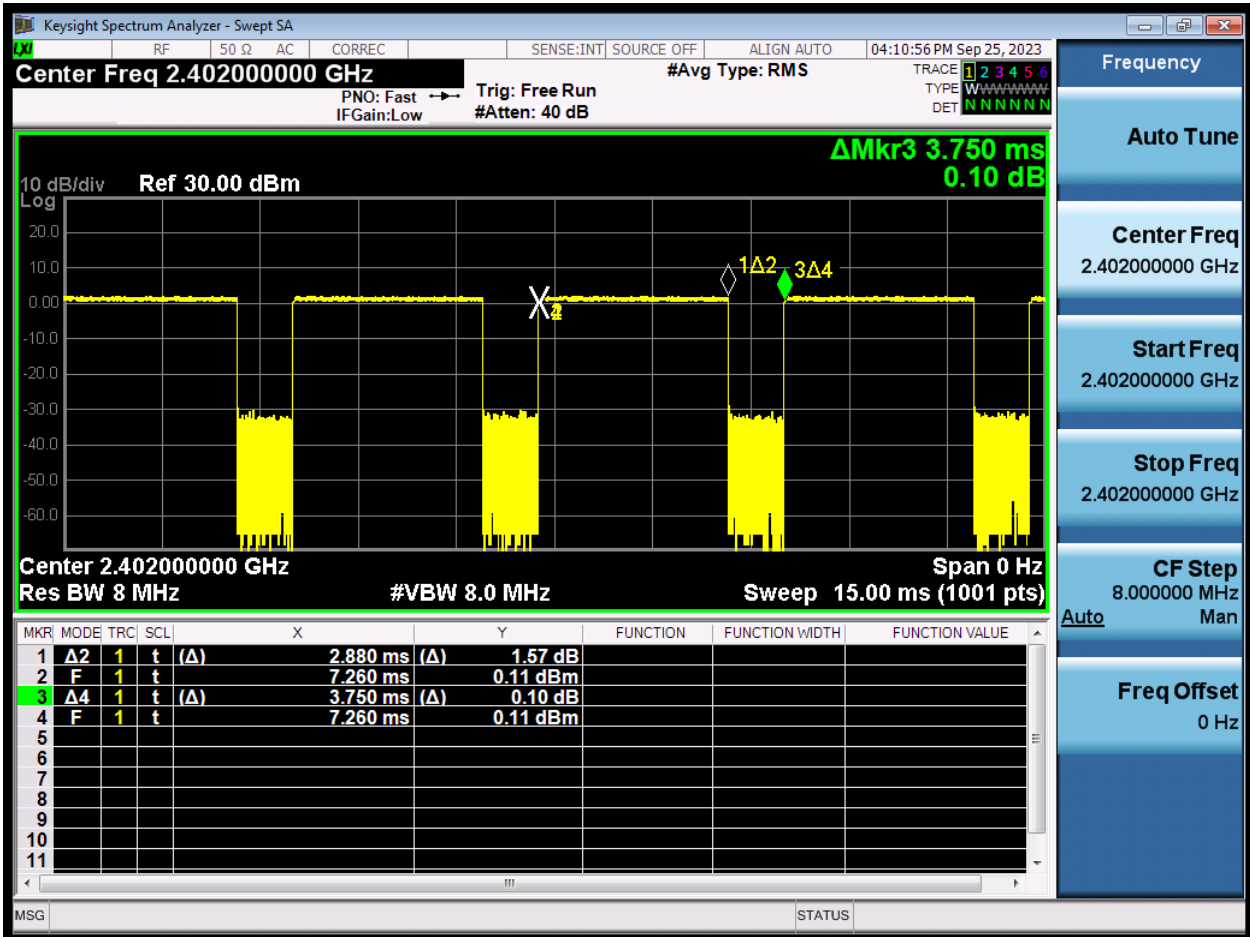 Keysight Spectrum Analyzer - Swept SA
LXI RF 50 Ω AC CORREC SENSE:INT SOURCE OFF ALIGN AUTO 04:10:56 PM Sep 25, 2023
Center Freq 2.402000000 GHz
PNO: Fast
IFGain:Low
Trig: Free Run
#Atten: 40 dB
#Avg Type: RMS
TRACE 1 2 3 4 5 6
TYPE WWWWWW
DET N N N N N N
ΔMkr3 3.750 ms
0.10 dB
10 dB/div Ref 30.00 dBm
Log
20.0
10.0
0.00
-10.0
-20.0
-30.0
-40.0
-50.0
-60.0
1Δ2 3Δ4
Center 2.402000000 GHz Span 0 Hz
Res BW 8 MHz #VBW 8.0 MHz Sweep 15.00 ms (1001 pts)
MKR MODE TRC SCL X Y FUNCTION FUNCTION WIDTH FUNCTION VALUE
1 Δ2 1 t (Δ) 2.880 ms (Δ) 1.57 dB
2 F 1 t 7.260 ms 0.11 dBm
3 Δ4 1 t (Δ) 3.750 ms (Δ) 0.10 dB
4 F 1 t 7.260 ms 0.11 dBm
5
6
7
8
9
10
11
MSG STATUS
Frequency
Auto Tune
Center Freq
2.402000000 GHz
Start Freq
2.402000000 GHz
Stop Freq
2.402000000 GHz
CF Step
8.000000 MHz
Auto Man
Freq Offset
0 Hz